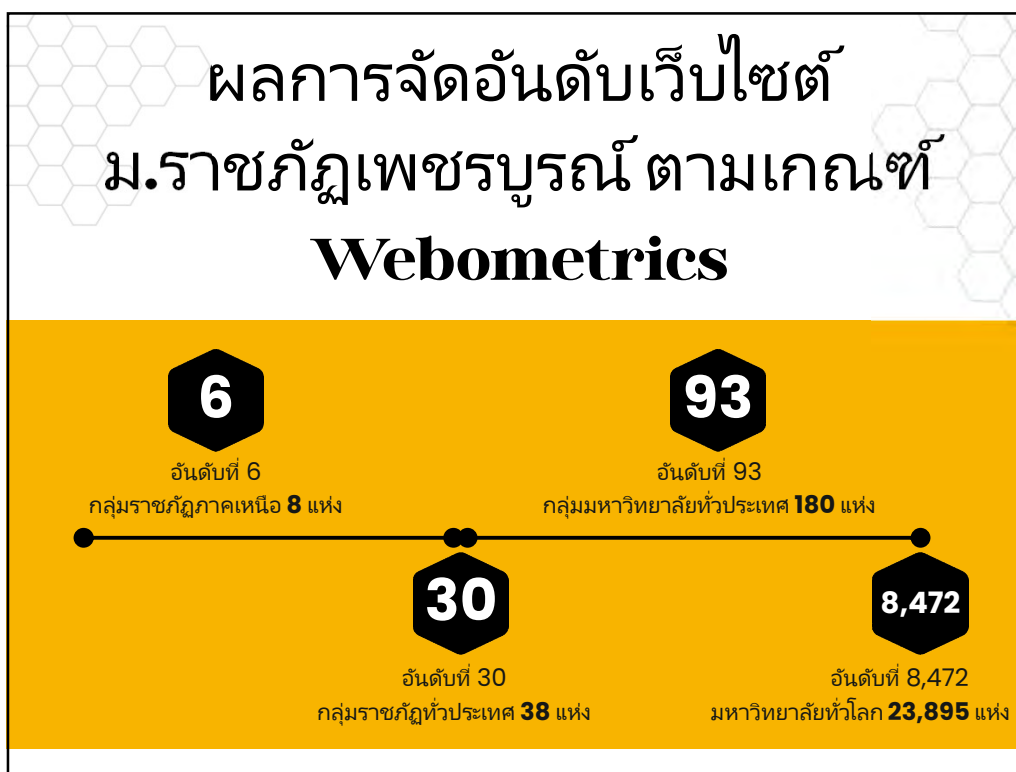 ผลการจัดอันดับเว็บไซต์
ม.ราชภัฏเพชรบูรณ์ ตามเกณฑ์
Webometrics
6
อันดับที่ 6
กลุ่มราชภัฏภาคเหนือ 8 แห่ง
93
อันดับที่ 93
กลุ่มมหาวิทยาลัยทั่วประเทศ 180 แห่ง
30
อันดับที่ 30
กลุ่มราชภัฏทั่วประเทศ 38 แห่ง
8,472
อันดับที่ 8,472
มหาวิทยาลัยทั่วโลก 23,895 แห่ง